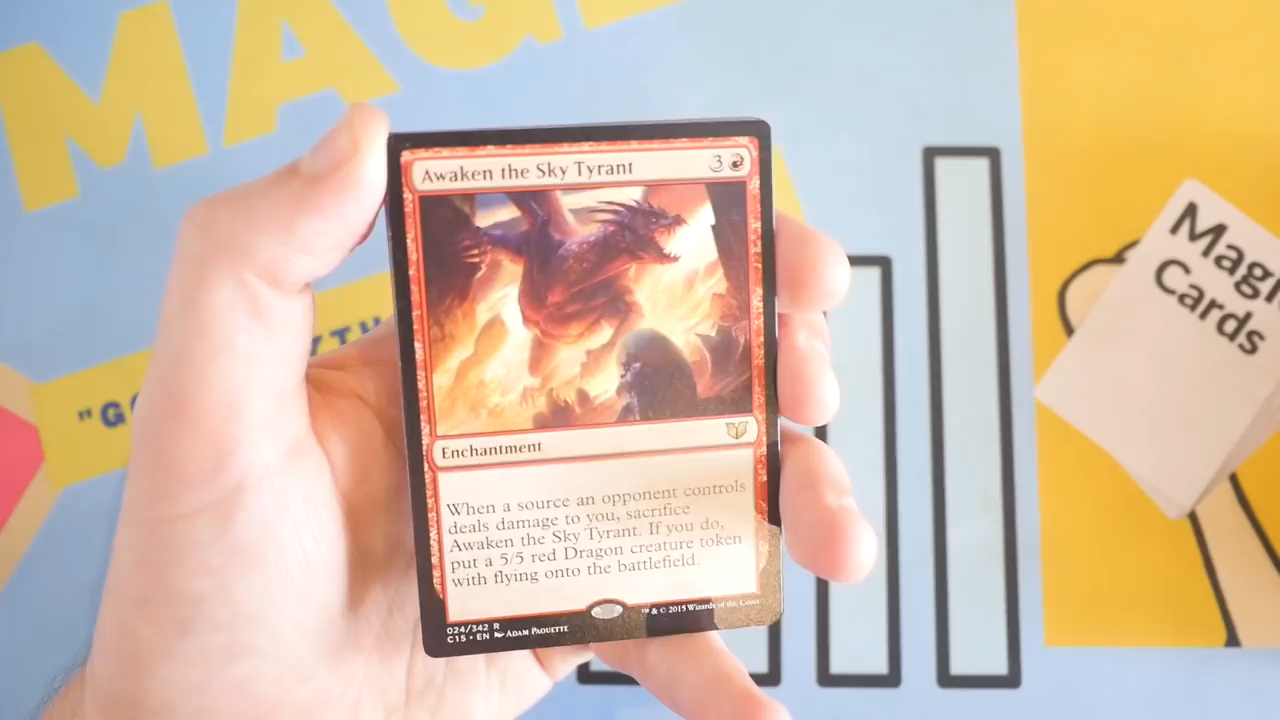 MAGE
Awaken the Sky Tyrant 3
Enchantment
When a source an opponent controls
deals damage to you, sacrifice
Awaken the Sky Tyrant. If you do,
put a 5/5 red Dragon creature token
with flying onto the battlefield.
024/342 R
C15 • EN ADAM PAQUETTE
™ & © 2015 Wizards of the Coast
Magi
Cards